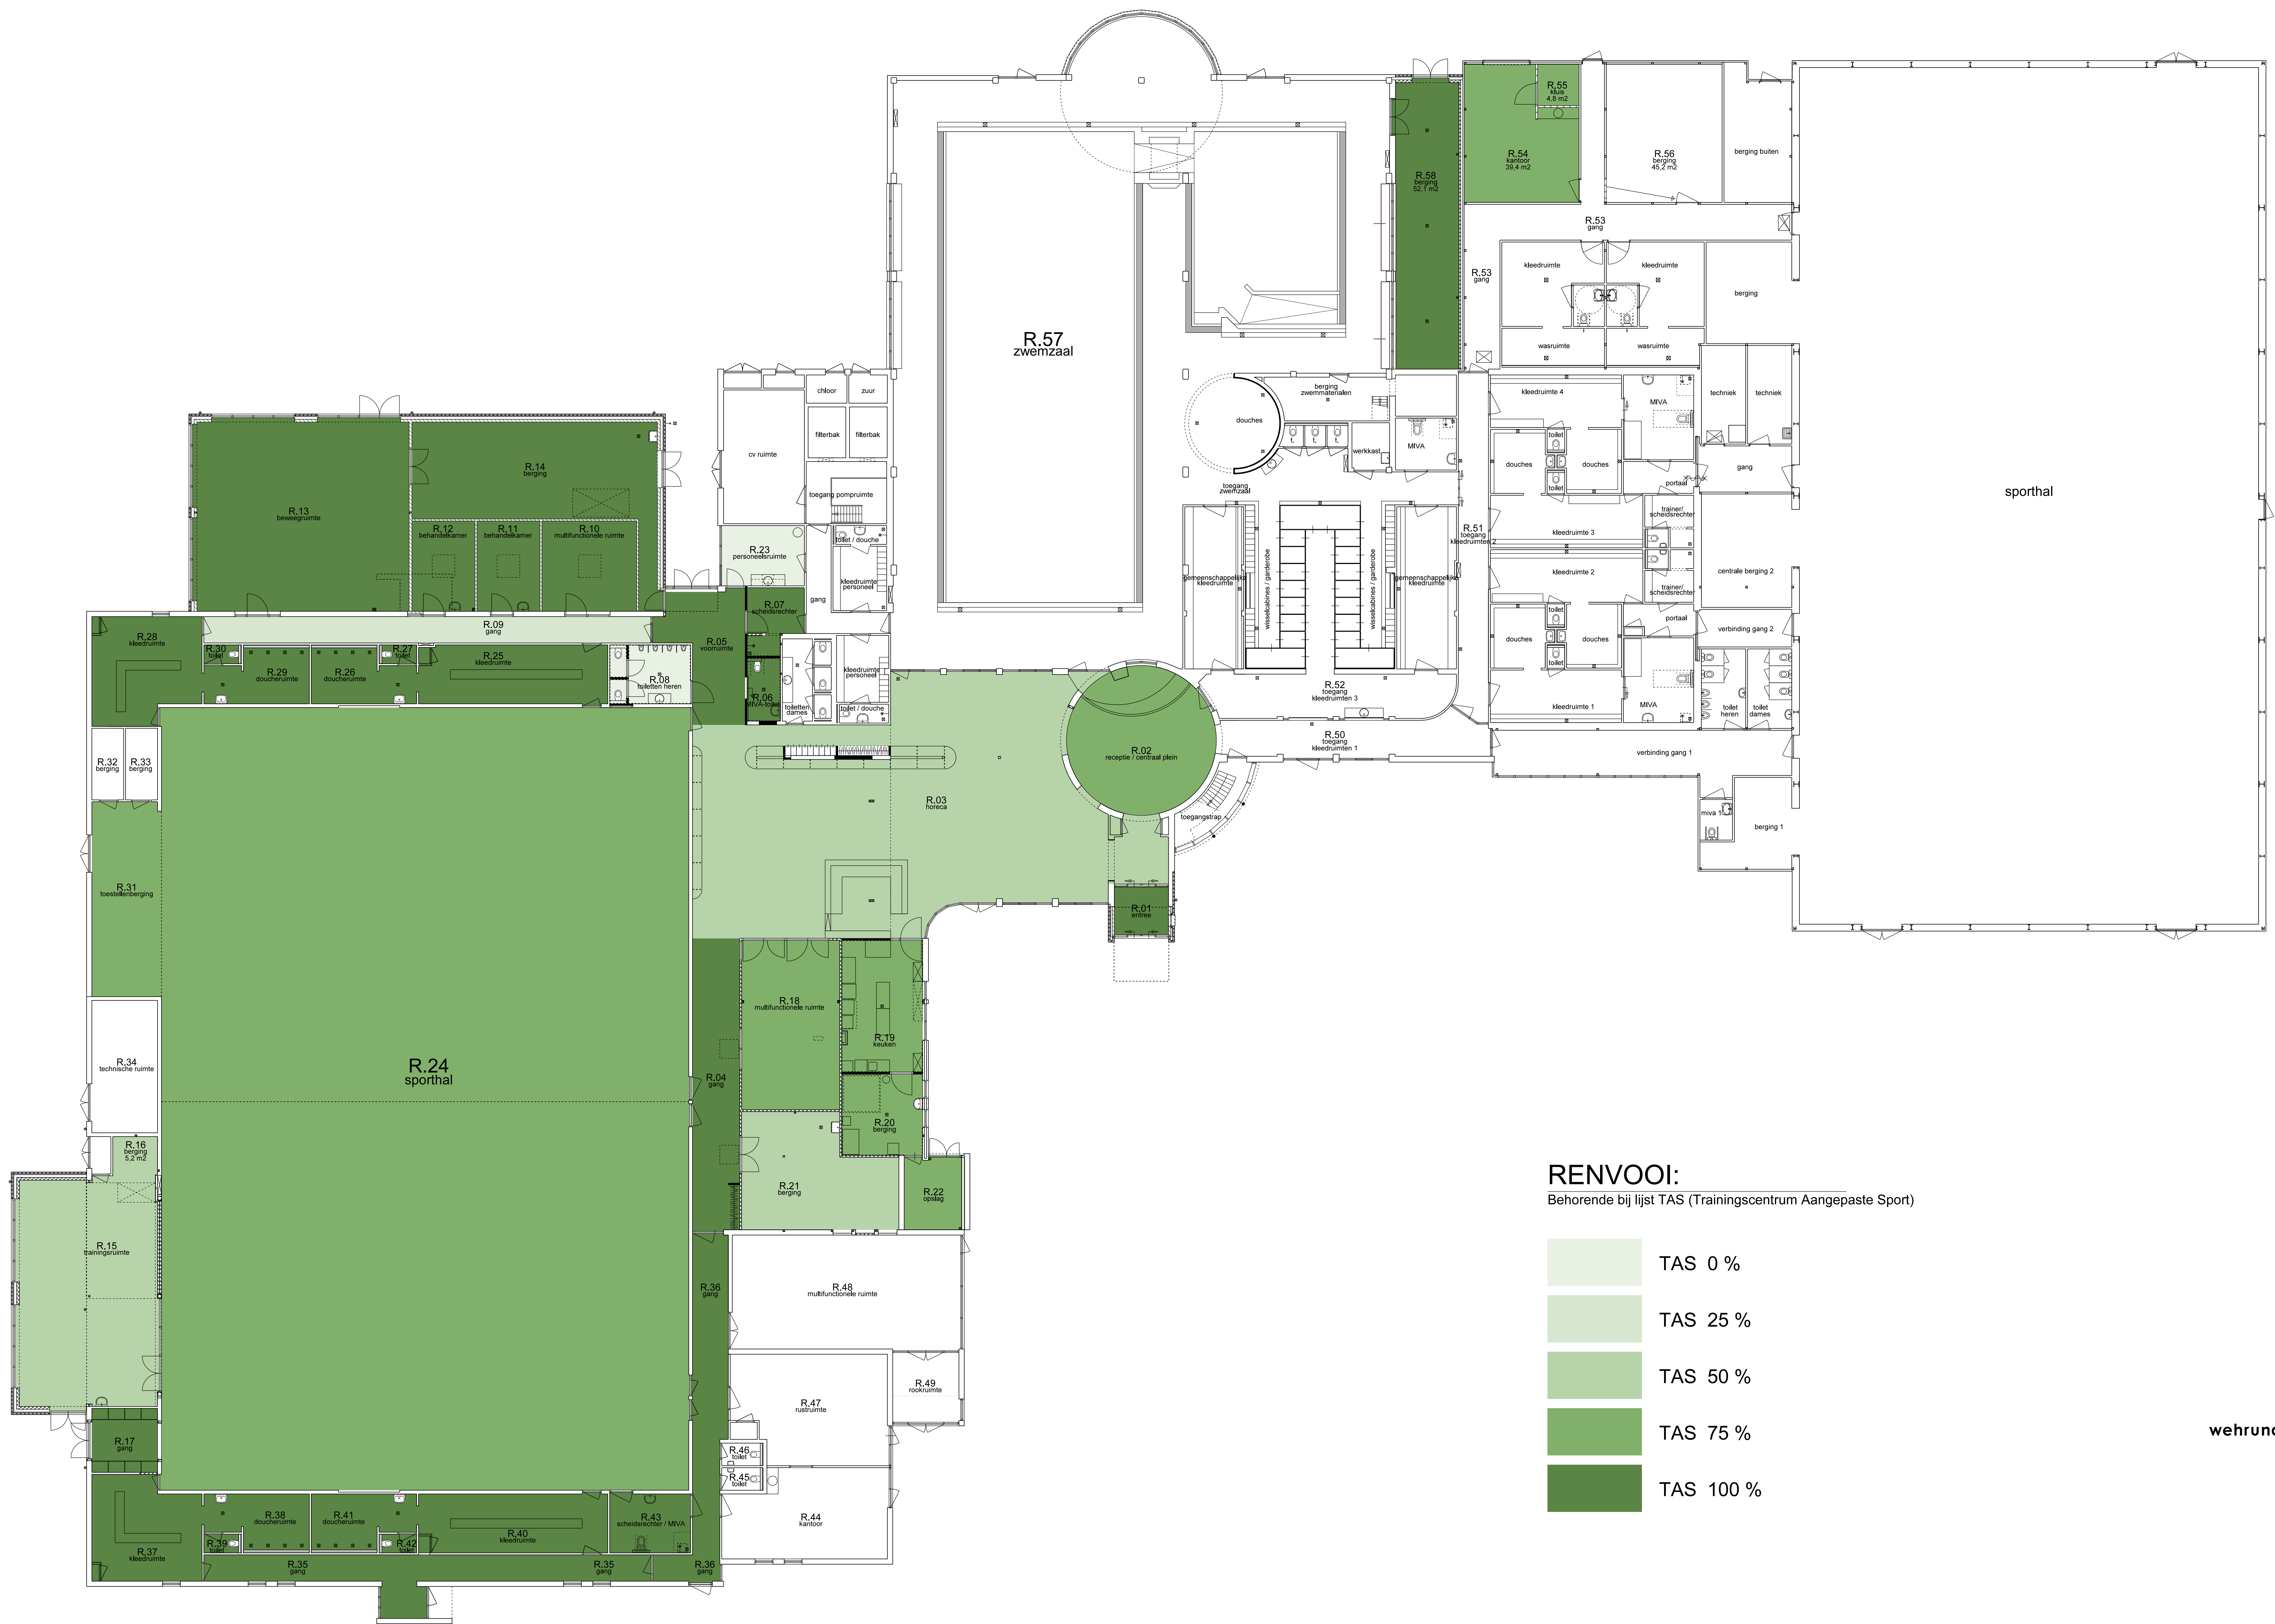 R.55
kluis
4,8 m2
R.54
kantoor
39,4 m2
R.56
berging
45,2 m2
berging buiten
R.58
berging
52,1 m2
R.53
gang
R.53
gang
kleedruimte
kleedruimte
berging
wasruimte
wasruimte
R.57
zwemzaal
chloor
zuur
filterbak
filterbak
cv ruimte
toegang pompruimte
berging
zwemmaterialen
douches
t.
t.
t.
werkkast
MIVA
toegang
zwemzaal
kleedruimte 4
MIVA
techniek
techniek
toilet
douches
douches
toilet
portaal
gang
sporthal
R.51
toegang
kleedruimten 2
kleedruimte 3
trainer/
scheidsrechter
kleedruimte 2
trainer/
scheidsrechter
centrale berging 2
toilet
douches
douches
toilet
portaal
verbinding gang 2
kleedruimte 1
MIVA
toilet
heren
toilet
dames
gemeenschappelijke
kleedruimte
wisselcabines / garderobe
wisselcabines / garderobe
gemeenschappelijke
kleedruimte
R.52
toegang
kleedruimten 3
R.50
toegang
kleedruimten 1
verbinding gang 1
miva 1
berging 1
toegangstrap
R.14
berging
R.13
beweegruimte
R.12
behandelkamer
R.11
behandelkamer
R.10
multifunctionele ruimte
R.23
personeelsruimte
toilet / douche
kleedruimte
personeel
gang
R.07
scheidsrechter
R.09
gang
R.05
voorruimte
R.28
kleedruimte
R.30
toilet
R.29
doucheruimte
R.26
doucheruimte
R.27
toilet
R.25
kleedruimte
R.08
toiletten heren
R.06
MIVA-toilet
toiletten
dames
kleedruimte
personeel
toilet / douche
R.02
receptie / centraal plein
R.03
horeca
R.01
entree
R.32
berging
R.33
berging
R.31
toestellenberging
R.34
technische ruimte
R.24
sporthal
R.18
multifunctionele ruimte
R.19
keuken
R.04
gang
R.20
berging
R.16
berging
5,2 m2
R.21
berging
R.22
opslag
R.15
trainingsruimte
R.36
gang
R.48
multifunctionele ruimte
R.49
rookruimte
R.47
rustruimte
R.46
toilet
R.45
toilet
R.44
kantoor
R.17
gang
R.38
doucheruimte
R.41
doucheruimte
R.39
toilet
R.42
toilet
R.40
kleedruimte
R.43
scheidsrechter / MIVA
R.37
kleedruimte
R.35
gang
R.35
gang
R.36
gang
RENVOOI:
Behorende bij lijst TAS (Trainingscentrum Aangepaste Sport)
TAS 0 %
TAS 25 %
TAS 50 %
TAS 75 %
TAS 100 %